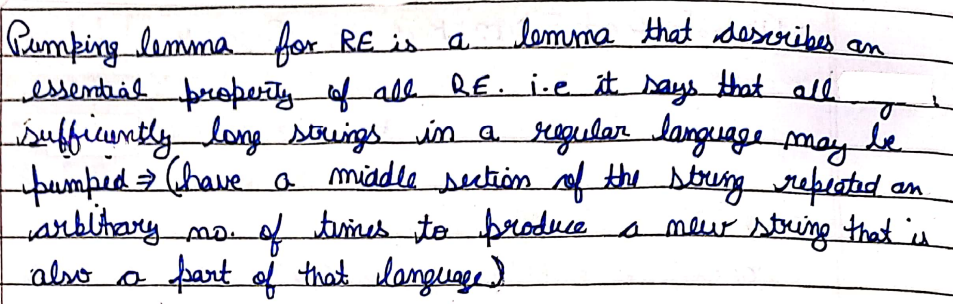 Pumping lemma for RE is a lemma that describes an
essential property of all RE. i.e it says that all
sufficiently long strings in a regular language may be
pumped ⇒ (have a middle section of the string repeated an
arbitrary no. of times to produce a new string that is
also a part of that language)